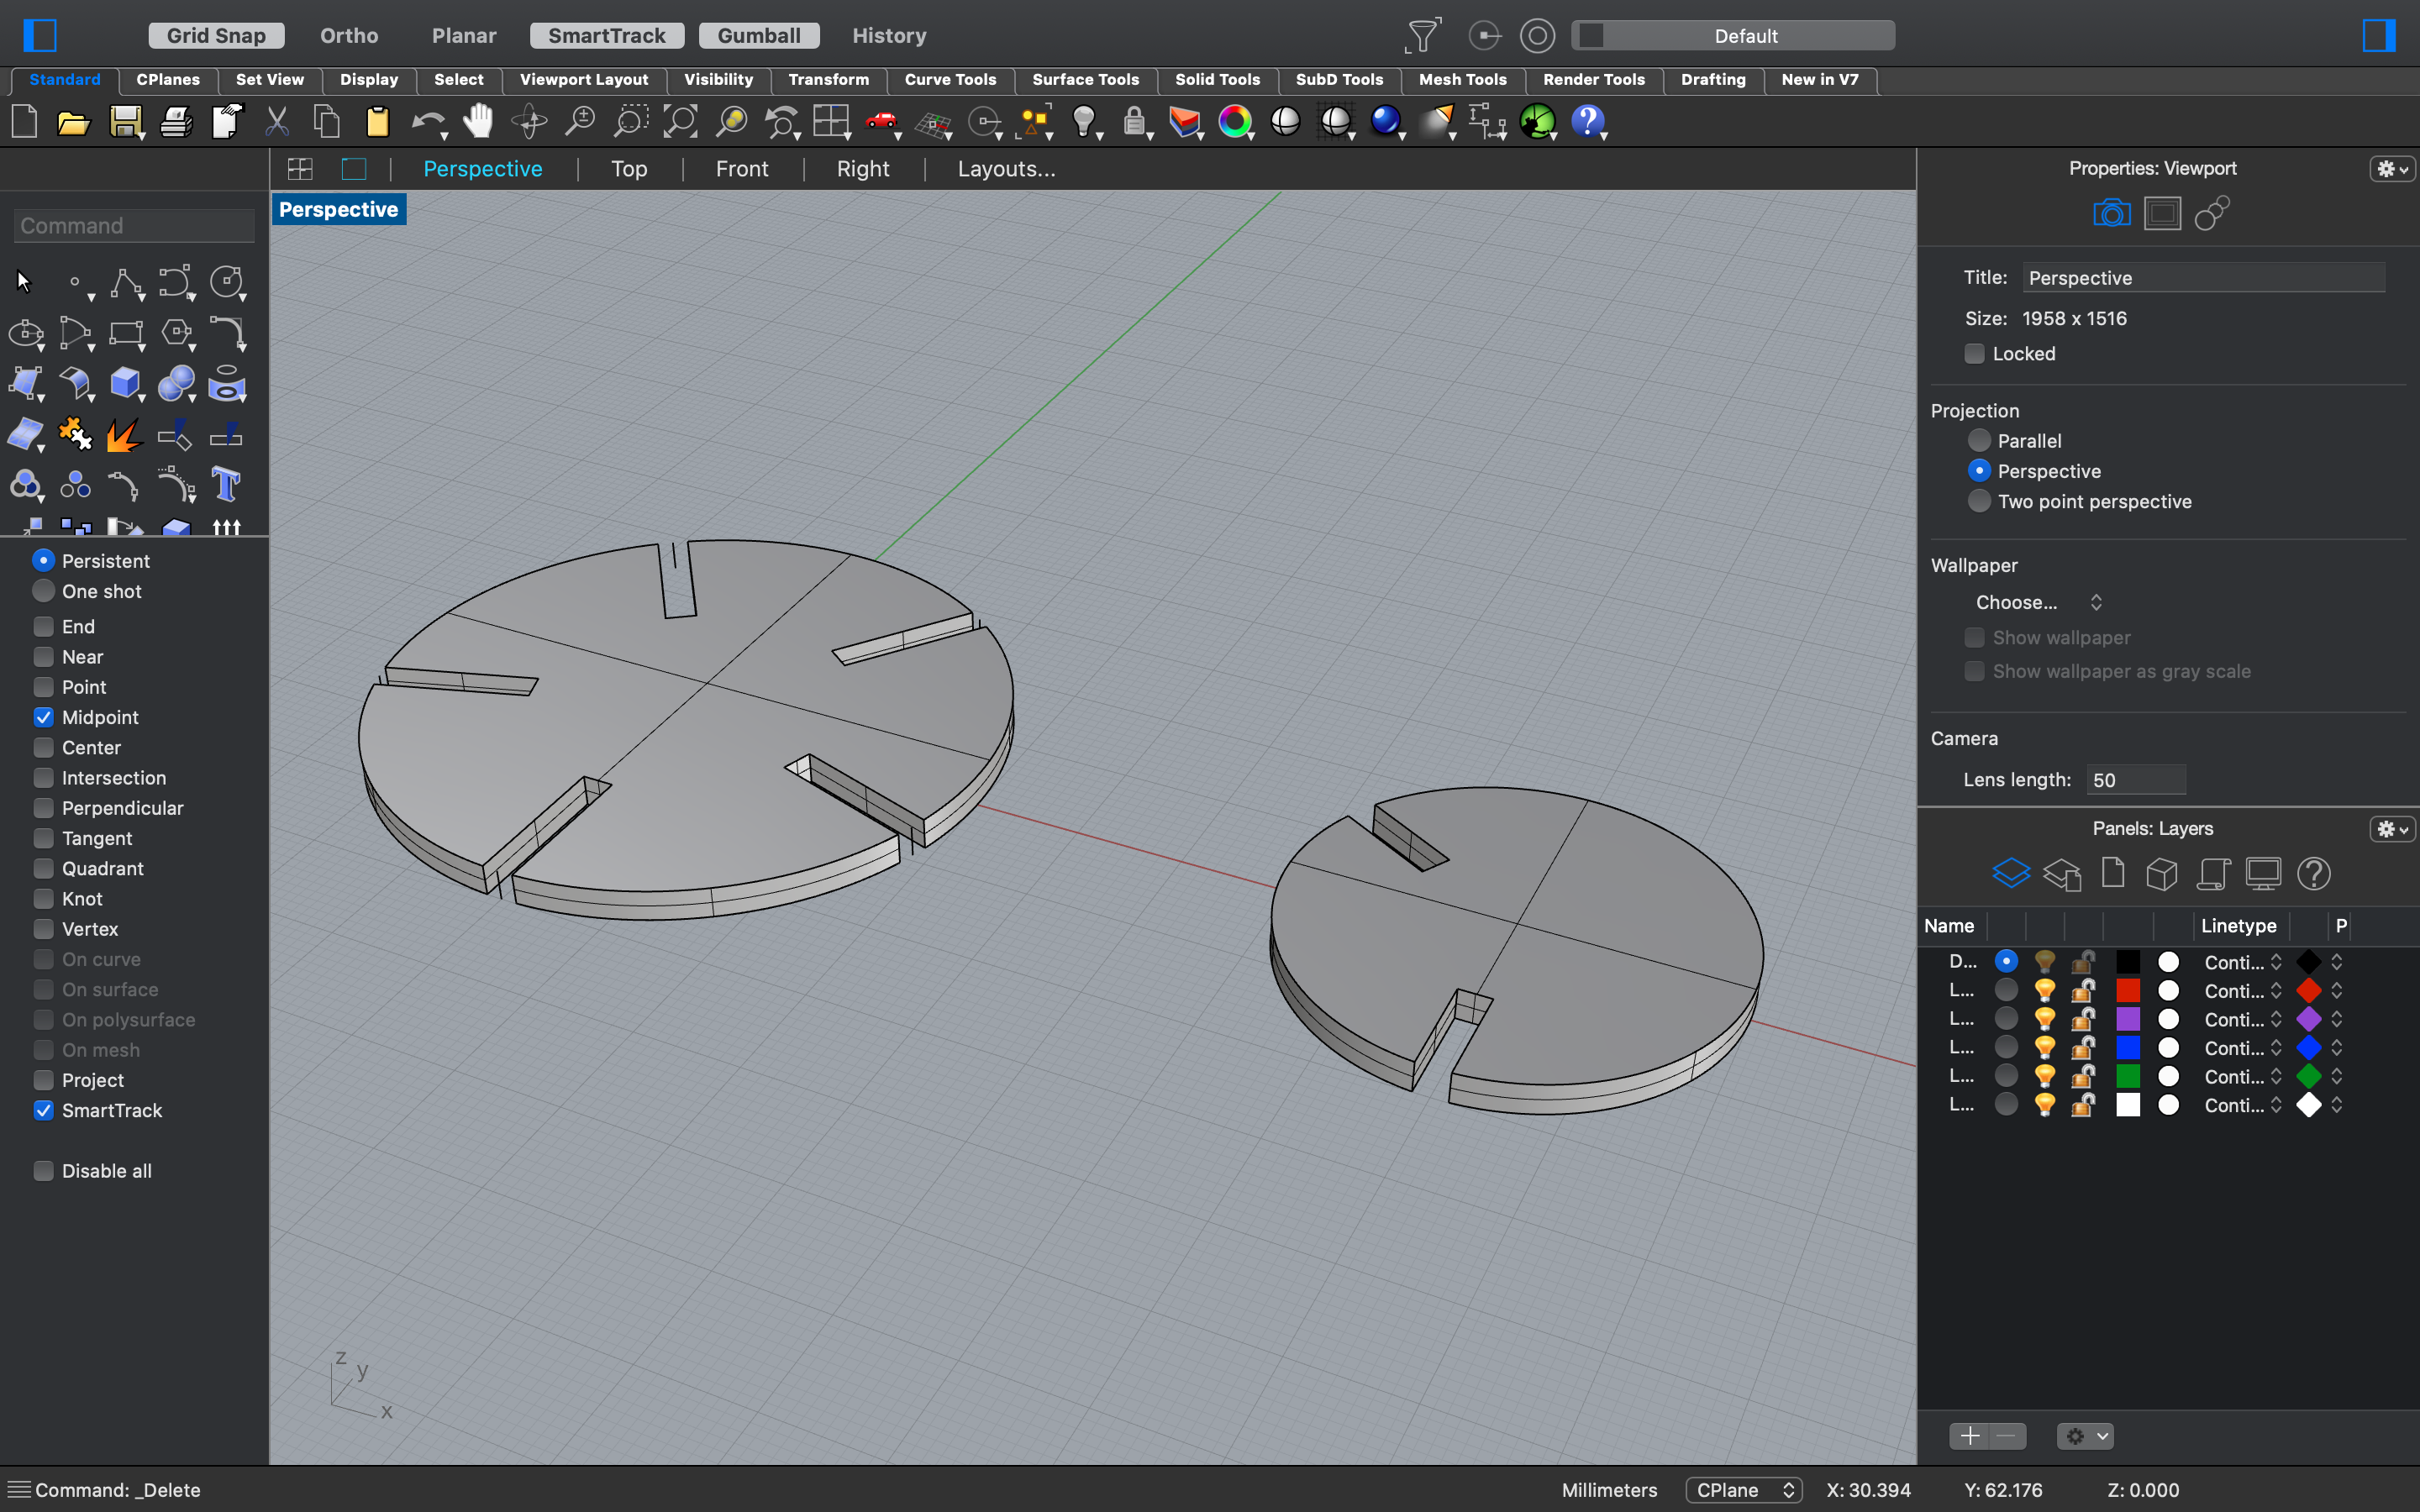 Grid Snap Ortho Planar SmartTrack Gumball History Default
Standard CPlanes Set View Display Select Viewport Layout Visibility Transform Curve Tools Surface Tools Solid Tools SubD Tools Mesh Tools Render Tools Drafting New in V7
Perspective Top Front Right Layouts...
Perspective
Command
Persistent
One shot
End
Near
Point
Midpoint
Center
Intersection
Perpendicular
Tangent
Quadrant
Knot
Vertex
On curve
On surface
On polysurface
On mesh
Project
SmartTrack
Disable all
z
y
x
Properties: Viewport
Title: Perspective
Size: 1958 x 1516
Locked
Projection
Parallel
Perspective
Two point perspective
Wallpaper
Choose...
Show wallpaper
Show wallpaper as gray scale
Camera
Lens length: 50
Panels: Layers
Name Linetype P
D... Conti...
L... Conti...
L... Conti...
L... Conti...
L... Conti...
L... Conti...
Command: _Delete
Millimeters CPlane X: 30.394 Y: 62.176 Z: 0.000